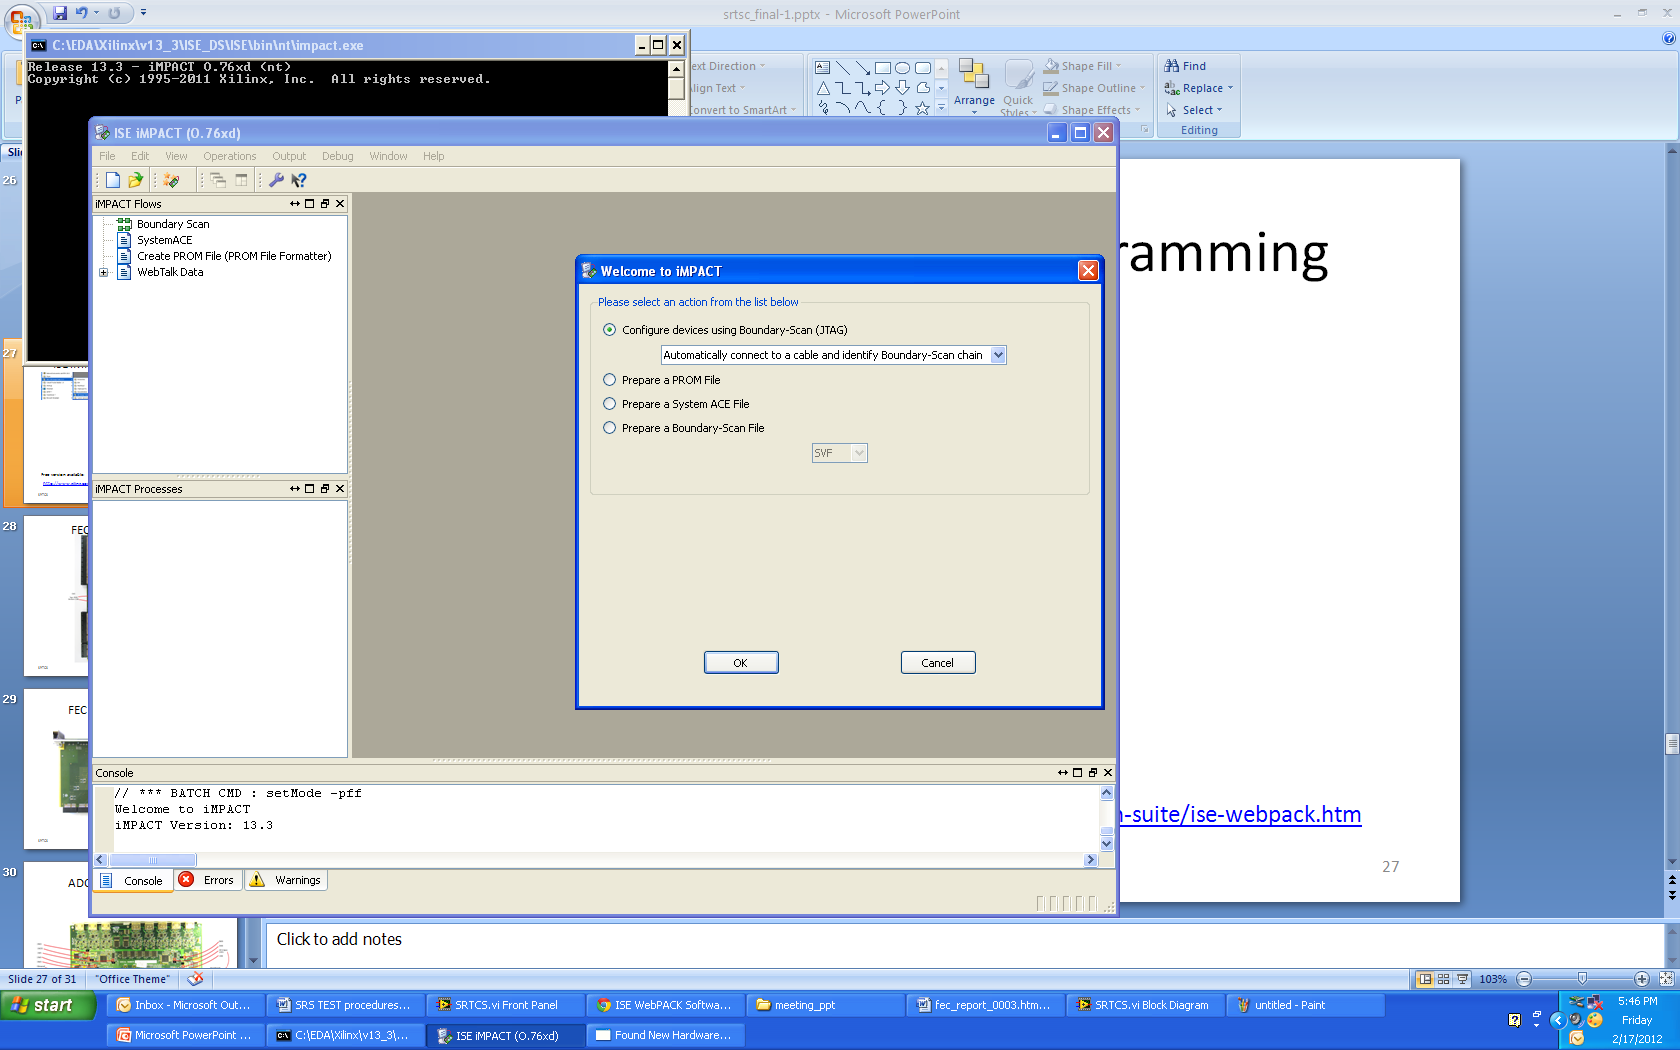 srtsc_final-1.pptx - Microsoft PowerPoint
C:\EDA\Xilinx\v13_3\ISE_DS\ISE\bin\nt\impact.exe
Release 13.3 - iMPACT O.76xd (nt)
Copyright (c) 1995-2011 Xilinx, Inc.  All rights reserved.
ext Direction
lign Text
onvert to SmartArt
Arrange
Quick
Styles
Shape Fill
Shape Outline
Shape Effects
Find
Replace
Select
Editing
ISE iMPACT (O.76xd)
File Edit View Operations Output Debug Window Help
iMPACT Flows
Boundary Scan
SystemACE
Create PROM File (PROM File Formatter)
WebTalk Data
iMPACT Processes
Welcome to iMPACT
Please select an action from the list below
Configure devices using Boundary-Scan (JTAG)
Automatically connect to a cable and identify Boundary-Scan chain
Prepare a PROM File
Prepare a System ACE File
Prepare a Boundary-Scan File
SVF
OK
Cancel
ramming
n-suite/ise-webpack.htm
27
Console
// *** BATCH CMD : setMode -pff
Welcome to iMPACT
iMPACT Version: 13.3
Console
Errors
Warnings
Sli
26
27
28
FEC
29
FEC
30
ADC
Click to add notes
Slide 27 of 31
"Office Theme"
103%
start
Inbox - Microsoft Out...
SRS TEST procedures...
SRTCS.vi Front Panel
ISE WebPACK Softwa...
meeting_ppt
fec_report_0003.htm...
SRTCS.vi Block Diagram
untitled - Paint
Microsoft PowerPoint ...
C:\EDA\Xilinx\v13_3\...
ISE iMPACT (O.76xd)
Found New Hardware...
5:46 PM
Friday
2/17/2012